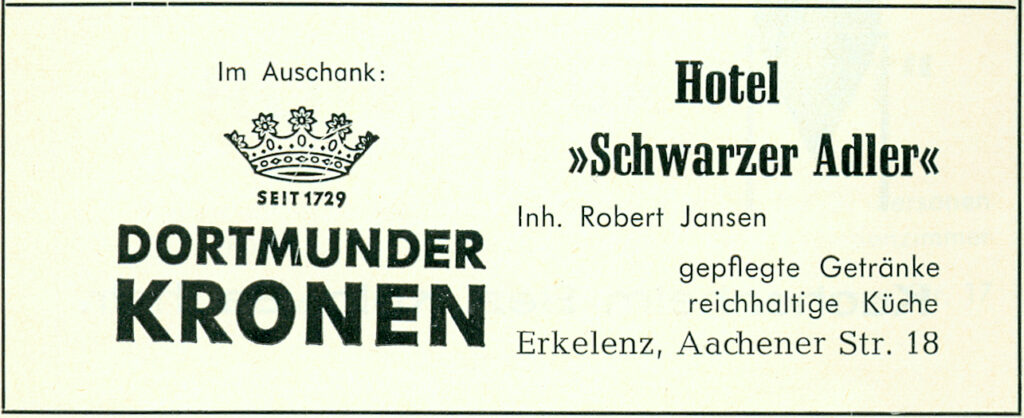 Im Auschank:
SEIT 1729
DORTMUNDER
KRONEN
Hotel
»Schwarzer Adler«
Inh. Robert Jansen
gepflegte Getränke
reichhaltige Küche
Erkelenz, Aachener Str. 18